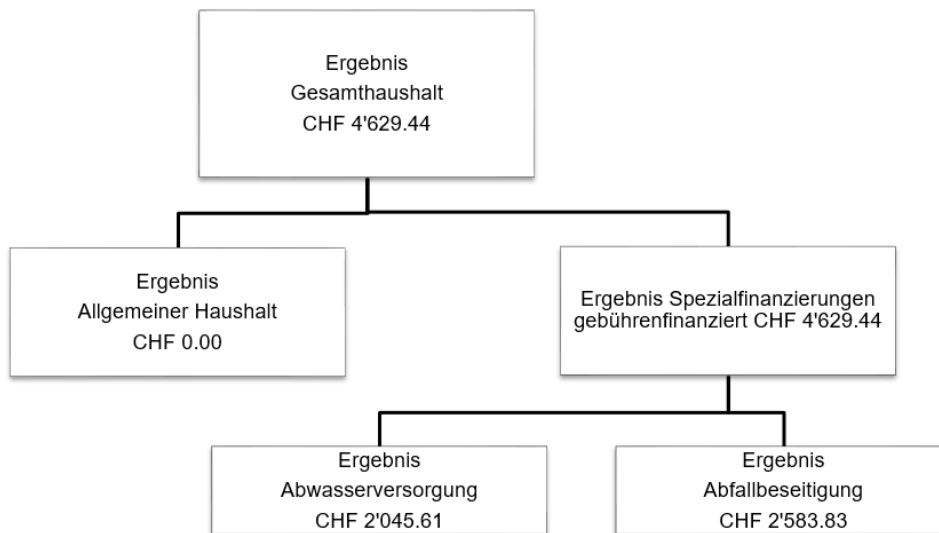 Ergebnis
Gesamthaushalt
CHF 4'629.44
Ergebnis
Allgemeiner Haushalt
CHF 0.00
Ergebnis Spezialfinanzierungen
gebührenfinanziert CHF 4'629.44
Ergebnis
Abwasserversorgung
CHF 2'045.61
Ergebnis
Abfallbeseitigung
CHF 2'583.83